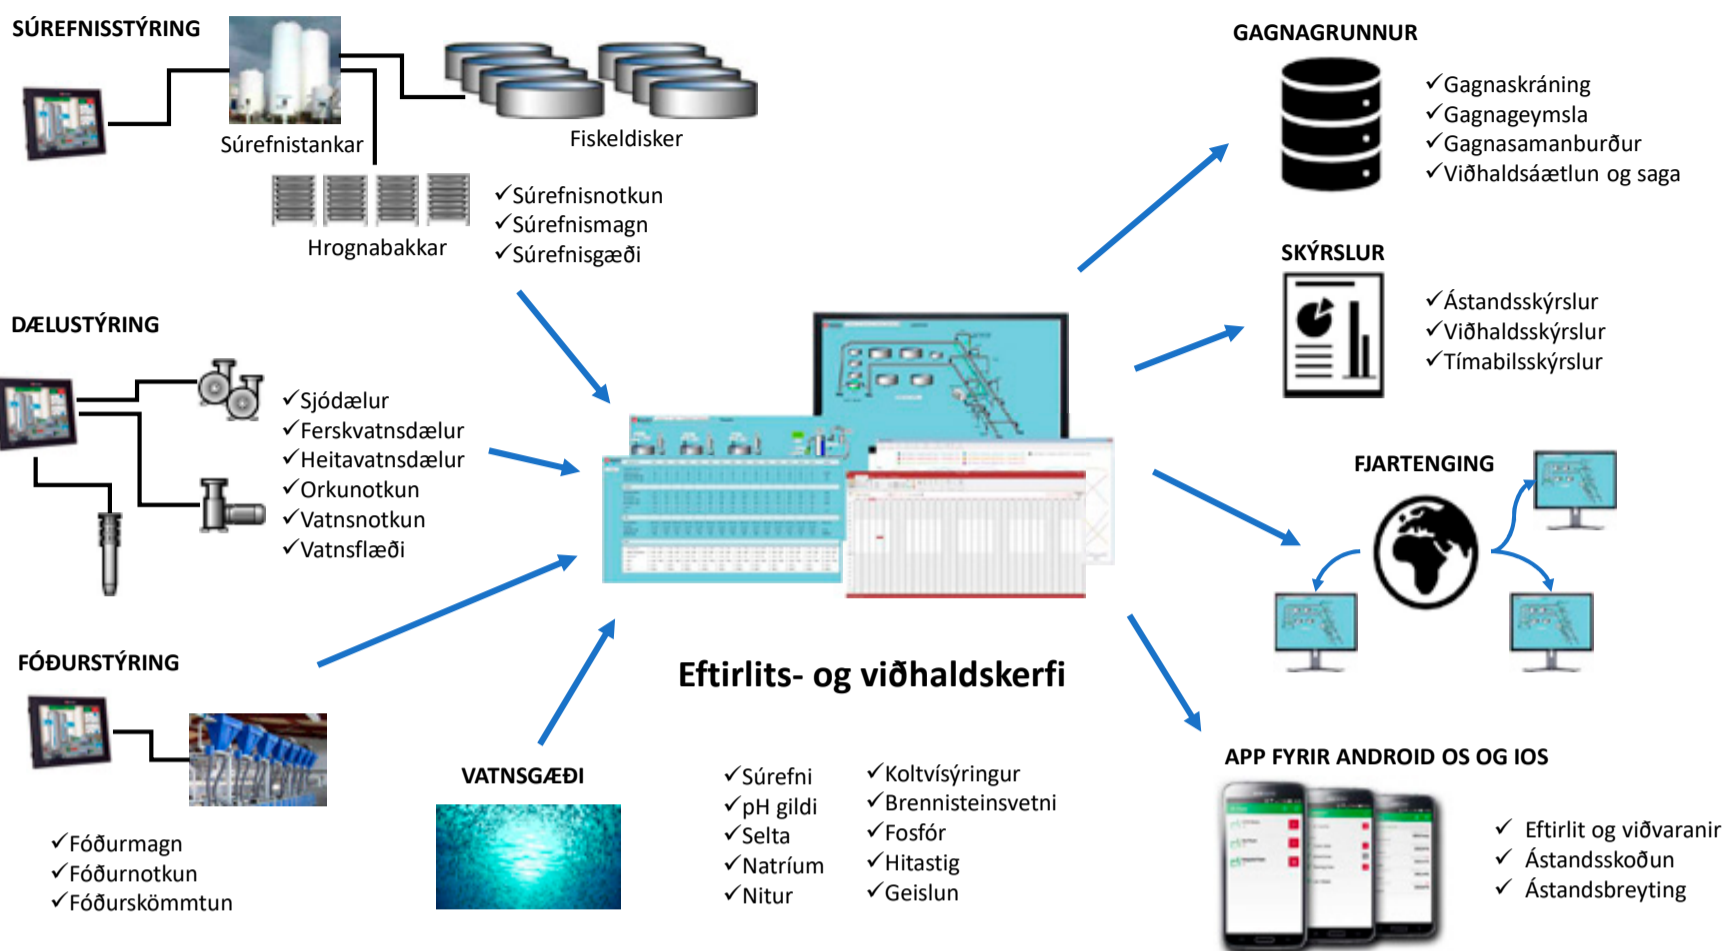 SÚREFNISSTÝRING
Súrefnistankar
Fiskeldisker
Hrognabakkar
✓Súrefnisnotkun
✓Súrefnismagn
✓Súrefnisgæði
DÆLUSTÝRING
✓Sjódælur
✓Ferskvatnsdælur
✓Heitavatnsdælur
✓Orkunotkun
✓Vatnsnotkun
✓Vatnsflæði
FÓÐURSTÝRING
✓Fóðurmagn
✓Fóðurnotkun
✓Fóðurskömmtun
VATNSGÆÐI
✓Súrefni
✓pH gildi
✓Selta
✓Natríum
✓Nitur
✓Koltvísýringur
✓Brennisteinsvetni
✓Fosfór
✓Hitastig
✓Geislun
Eftirlits- og viðhaldskerfi
GAGNAGRUNNUR
✓Gagnaskráning
✓Gagnageymsla
✓Gagnasamanburður
✓Viðhaldsáætlun og saga
SKÝRSLUR
✓Ástandsskýrslur
✓Viðhaldsskýrslur
✓Tímabilsskýrslur
FJARTENGING
APP FYRIR ANDROID OS OG IOS
✓ Eftirlit og viðvaranir
✓ Ástandsskoðun
✓ Ástandsbreyting